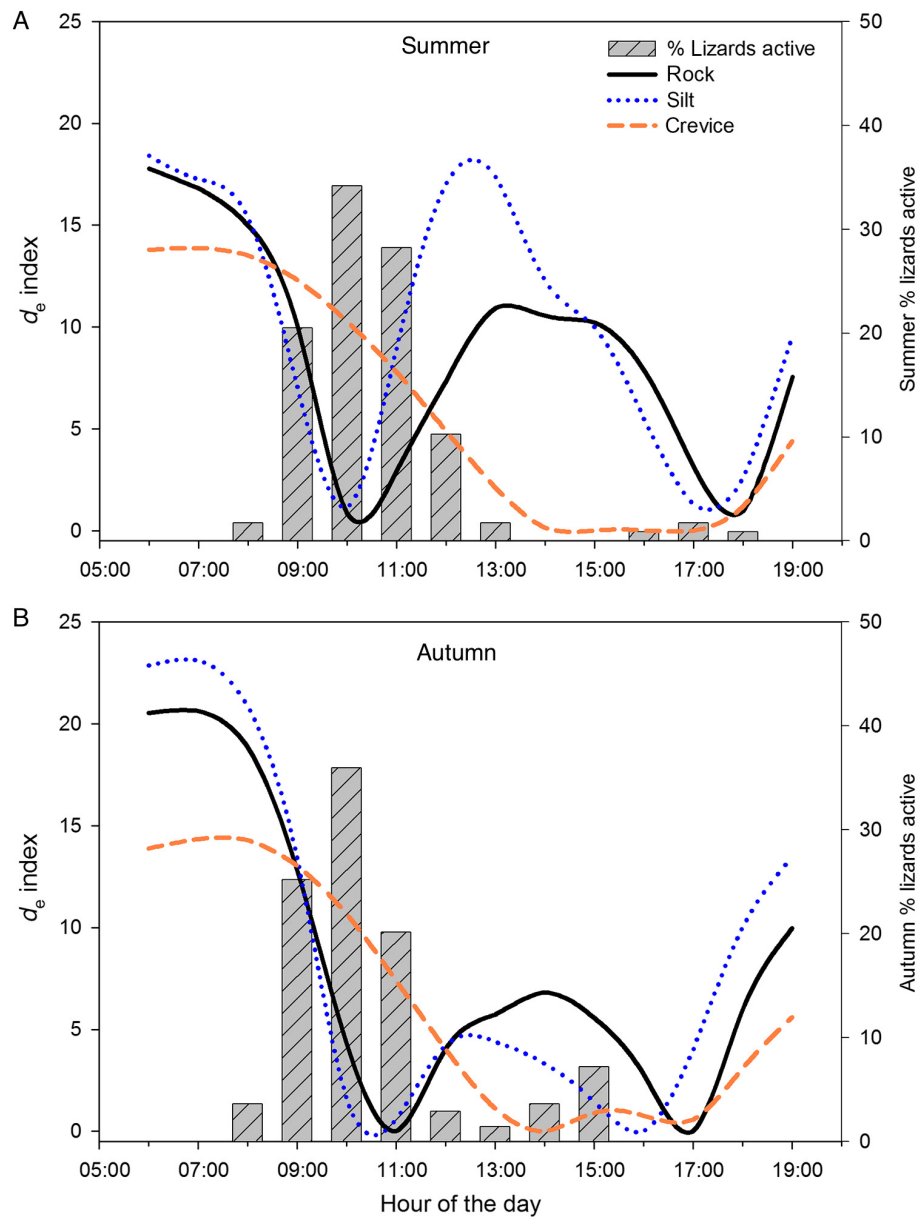 A
Summer
% Lizards active
Rock
Silt
Crevice
25
20
15
10
5
0
de index
50
40
30
20
10
0
Summer % lizards active
05:00 07:00 09:00 11:00 13:00 15:00 17:00 19:00
B
Autumn
25
20
15
10
5
0
de index
50
40
30
20
10
0
Autumn % lizards active
05:00 07:00 09:00 11:00 13:00 15:00 17:00 19:00
Hour of the day